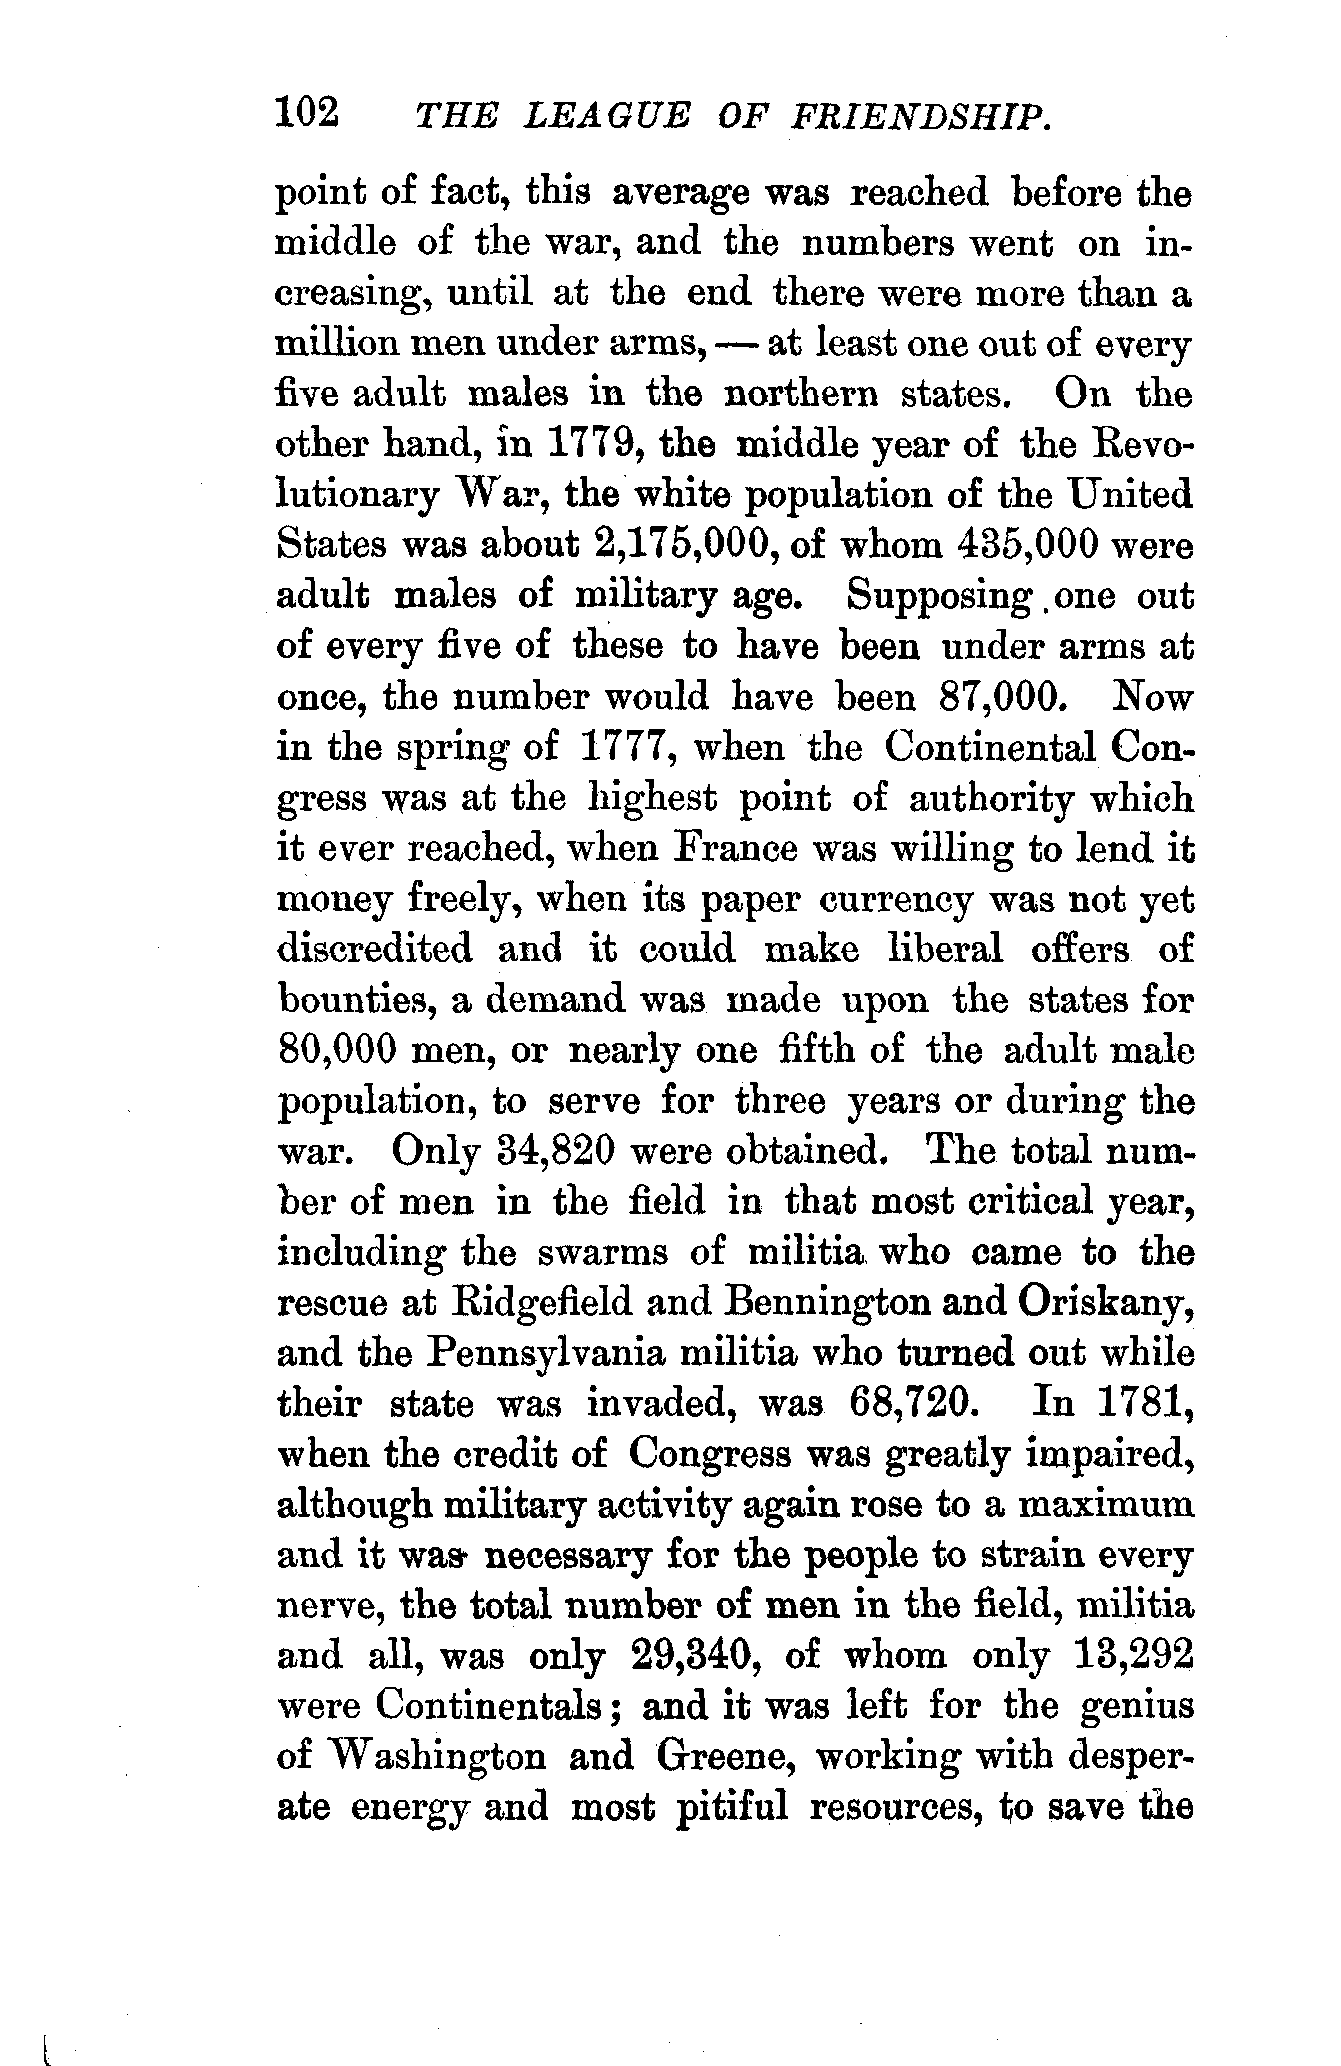 102 THE LEAGUE OF FRIENDSHIP.
point of fact, this average was reached before the
middle of the war, and the numbers went on in-
creasing, until at the end there were more than a
million men under arms, — at least one out of every
five adult males in the northern states. On the
other hand, in 1779, the middle year of the Revo-
lutionary War, the white population of the United
States was about 2,175,000, of whom 435,000 were
adult males of military age. Supposing one out
of every five of these to have been under arms at
once, the number would have been 87,000. Now
in the spring of 1777, when the Continental Con-
gress was at the highest point of authority which
it ever reached, when France was willing to lend it
money freely, when its paper currency was not yet
discredited and it could make liberal offers of
bounties, a demand was made upon the states for
80,000 men, or nearly one fifth of the adult male
population, to serve for three years or during the
war. Only 34,820 were obtained. The total num-
ber of men in the field in that most critical year,
including the swarms of militia who came to the
rescue at Ridgefield and Bennington and Oriskany,
and the Pennsylvania militia who turned out while
their state was invaded, was 68,720. In 1781,
when the credit of Congress was greatly impaired,
although military activity again rose to a maximum
and it was necessary for the people to strain every
nerve, the total number of men in the field, militia
and all, was only 29,340, of whom only 13,292
were Continentals; and it was left for the genius
of Washington and Greene, working with desper-
ate energy and most pitiful resources, to save the